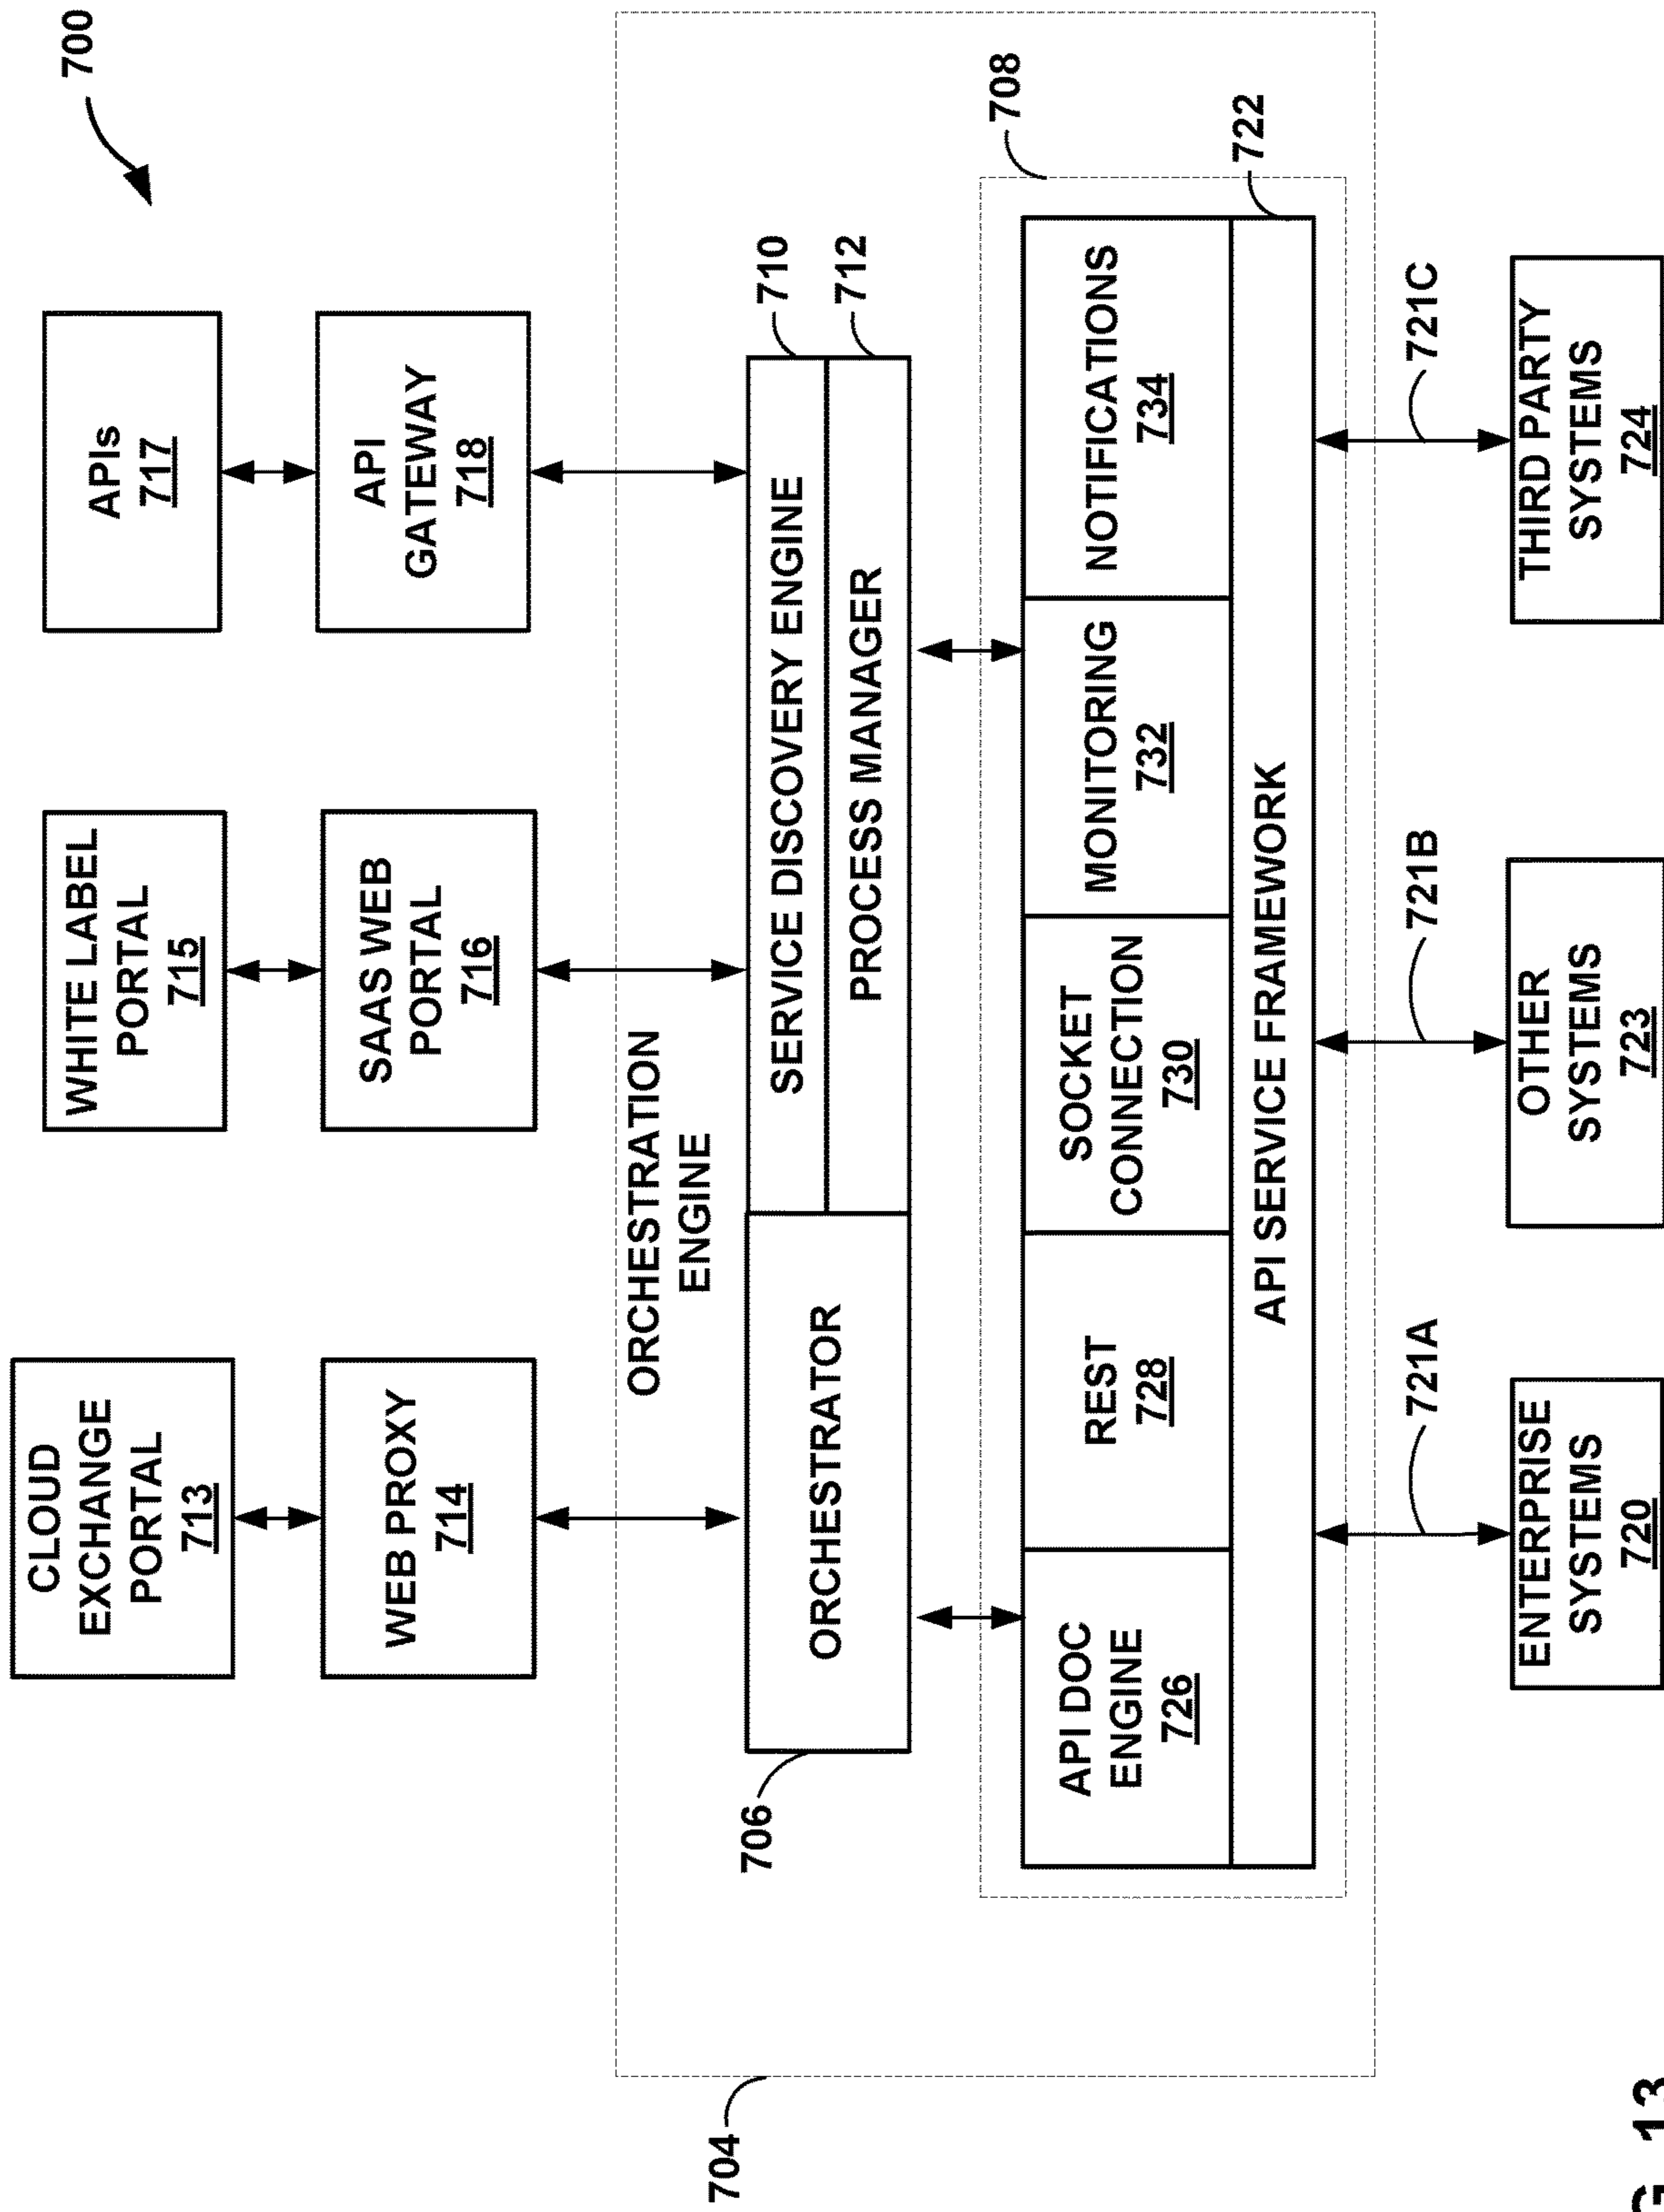 700
CLOUD
EXCHANGE
PORTAL
713
WHITE LABEL
PORTAL
715
APIs
717
WEB PROXY
714
SAAS WEB
PORTAL
716
API
GATEWAY
718
704
ORCHESTRATION
ENGINE
706
ORCHESTRATOR
SERVICE DISCOVERY ENGINE
710
PROCESS MANAGER
712
708
API DOC
ENGINE
726
REST
728
SOCKET
CONNECTION
730
MONITORING
732
NOTIFICATIONS
734
API SERVICE FRAMEWORK
722
721A
721B
721C
ENTERPRISE
SYSTEMS
720
OTHER
SYSTEMS
723
THIRD PARTY
SYSTEMS
724
G 13